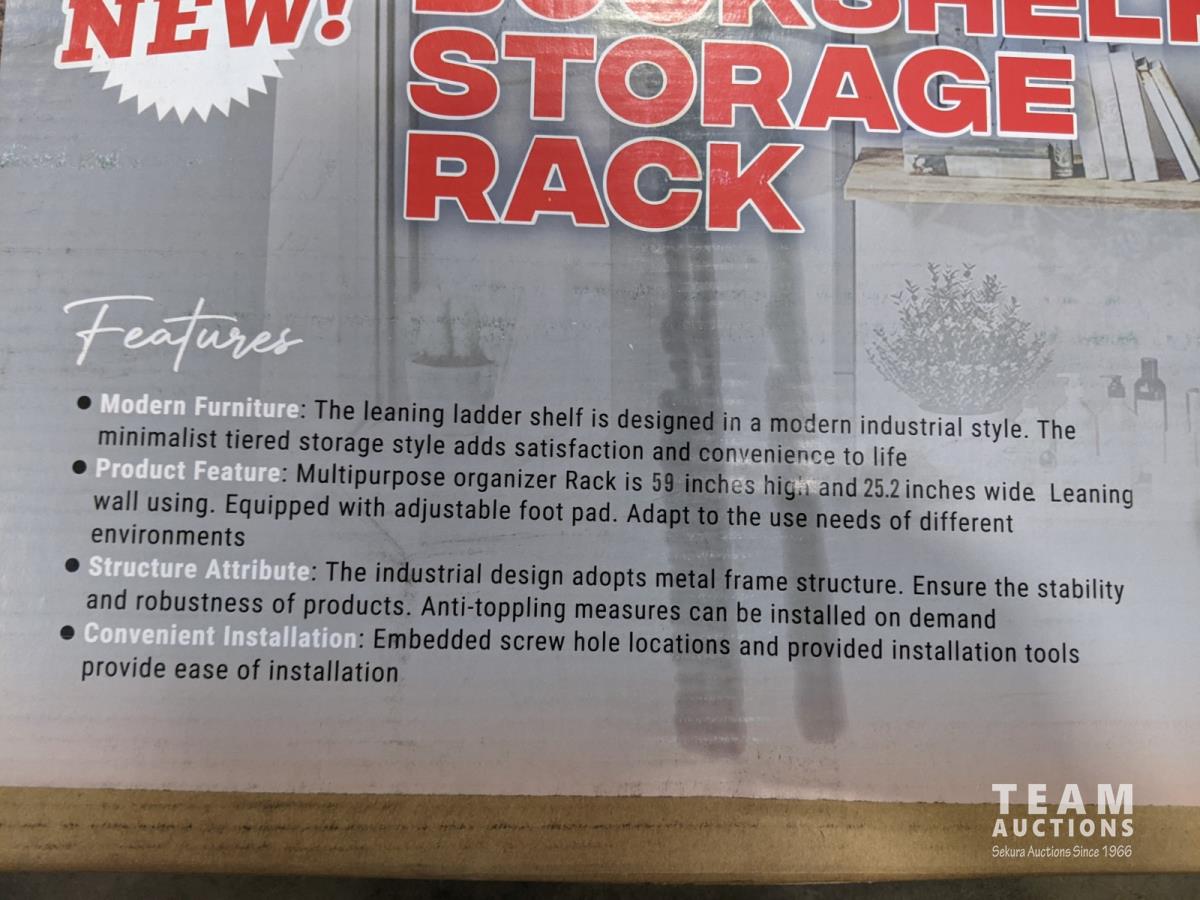 NEW!
BOOKSHELF
STORAGE
RACK
Features
• Modern Furniture: The leaning ladder shelf is designed in a modern industrial style. The
minimalist tiered storage style adds satisfaction and convenience to life
• Product Feature: Multipurpose organizer Rack is 59 inches high and 25.2 inches wide Leaning
wall using. Equipped with adjustable foot pad. Adapt to the use needs of different
environments
• Structure Attribute: The industrial design adopts metal frame structure. Ensure the stability
and robustness of products. Anti-toppling measures can be installed on demand
• Convenient Installation: Embedded screw hole locations and provided installation tools
provide ease of installation
TEAM
AUCTIONS
Sekura Auctions Since 1966